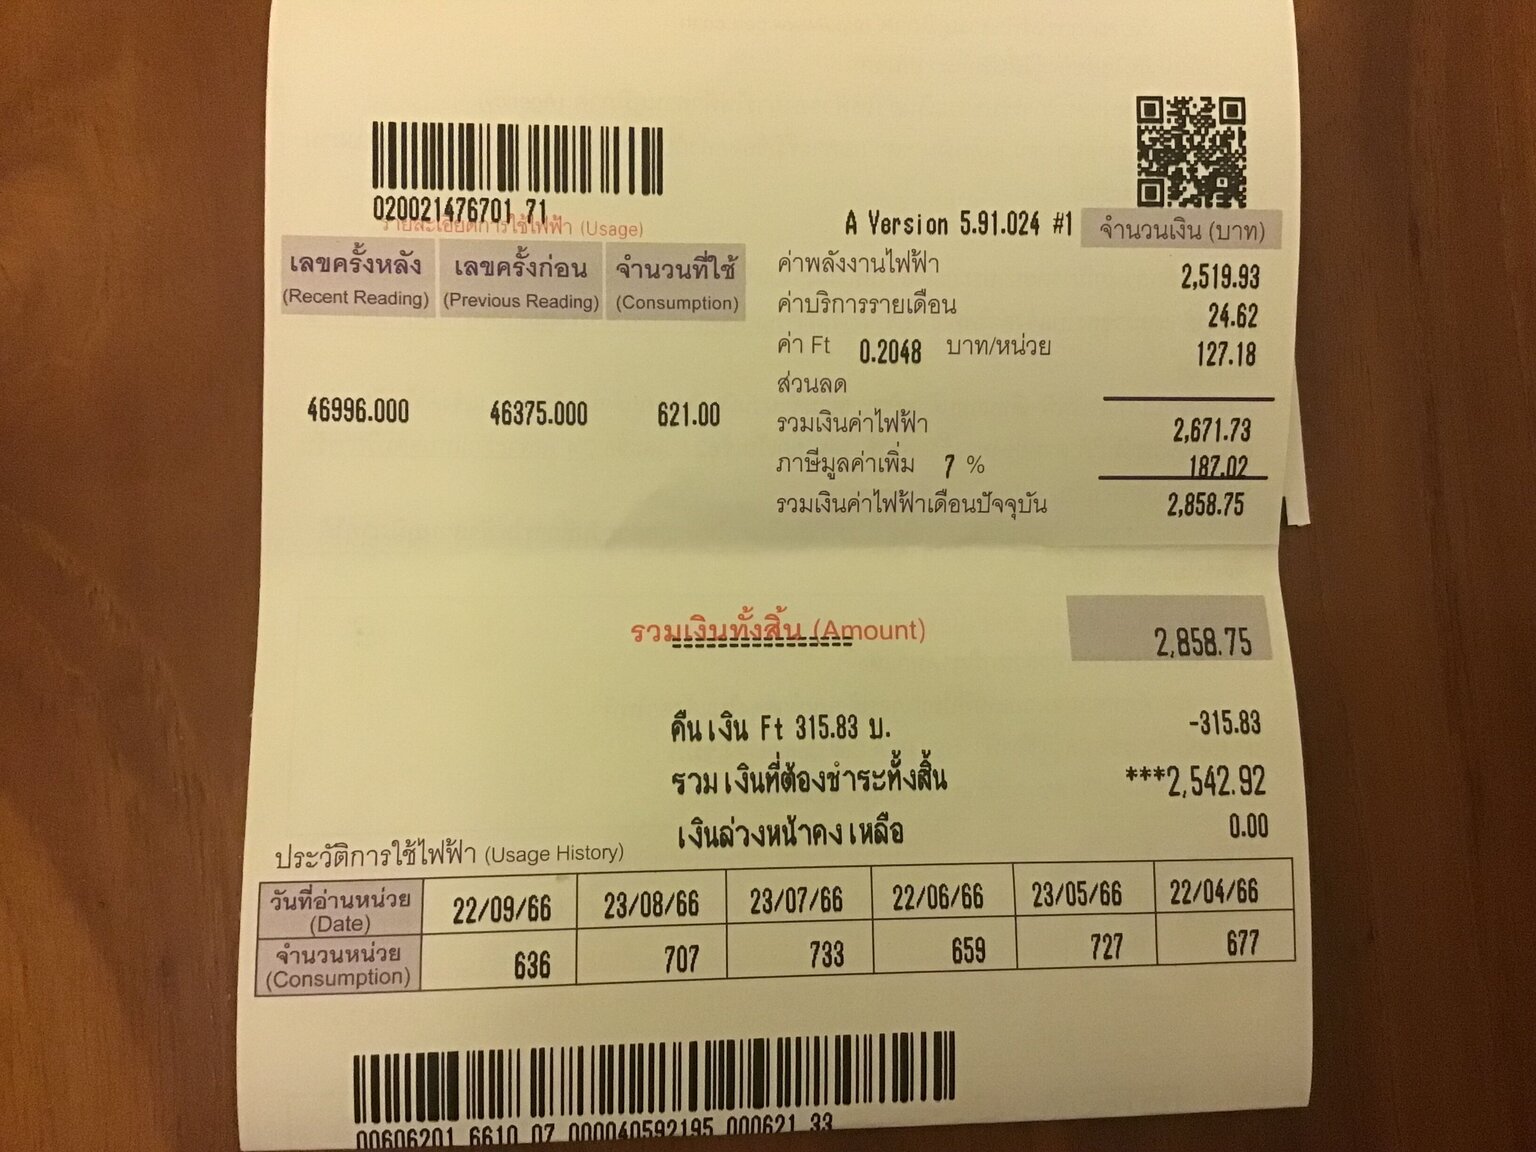 020021476701 71
รายละเอียดการใช้ไฟฟ้า (Usage)
A Version 5.91.024 #1 จำนวนเงิน (บาท)
เลขครั้งหลัง เลขครั้งก่อน จำนวนที่ใช้
(Recent Reading) (Previous Reading) (Consumption)
46996.000 46375.000 621.00
ค่าพลังงานไฟฟ้า 2,519.93
ค่าบริการรายเดือน 24.62
ค่า Ft 0.2048 บาท/หน่วย 127.18
ส่วนลด
รวมเงินค่าไฟฟ้า 2,671.73
ภาษีมูลค่าเพิ่ม 7 % 187.02
รวมเงินค่าไฟฟ้าเดือนปัจจุบัน 2,858.75
รวมเงินทั้งสิ้น (Amount) 2,858.75
คืนเงิน Ft 315.83 บ. -315.83
รวมเงินที่ต้องชำระทั้งสิ้น ***2,542.92
เงินล่วงหน้าคงเหลือ 0.00
ประวัติการใช้ไฟฟ้า (Usage History)
วันที่อ่านหน่วย (Date) 22/09/66 23/08/66 23/07/66 22/06/66 23/05/66 22/04/66
จำนวนหน่วย (Consumption) 636 707 733 659 727 677
00606201 6610 07 000040592195 000621 33